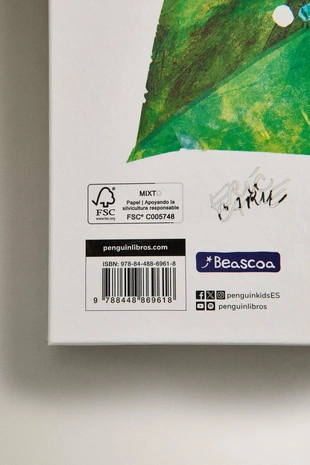 MIXTO
Papel | Apoyando la
silvicultura responsable
FSC
www.fsc.org
FSC® C005748
penguinlibros.com
ISBN: 978-84-488-6961-8
9 788448 869618
Beascoa
penguinkidsES
penguinlibros